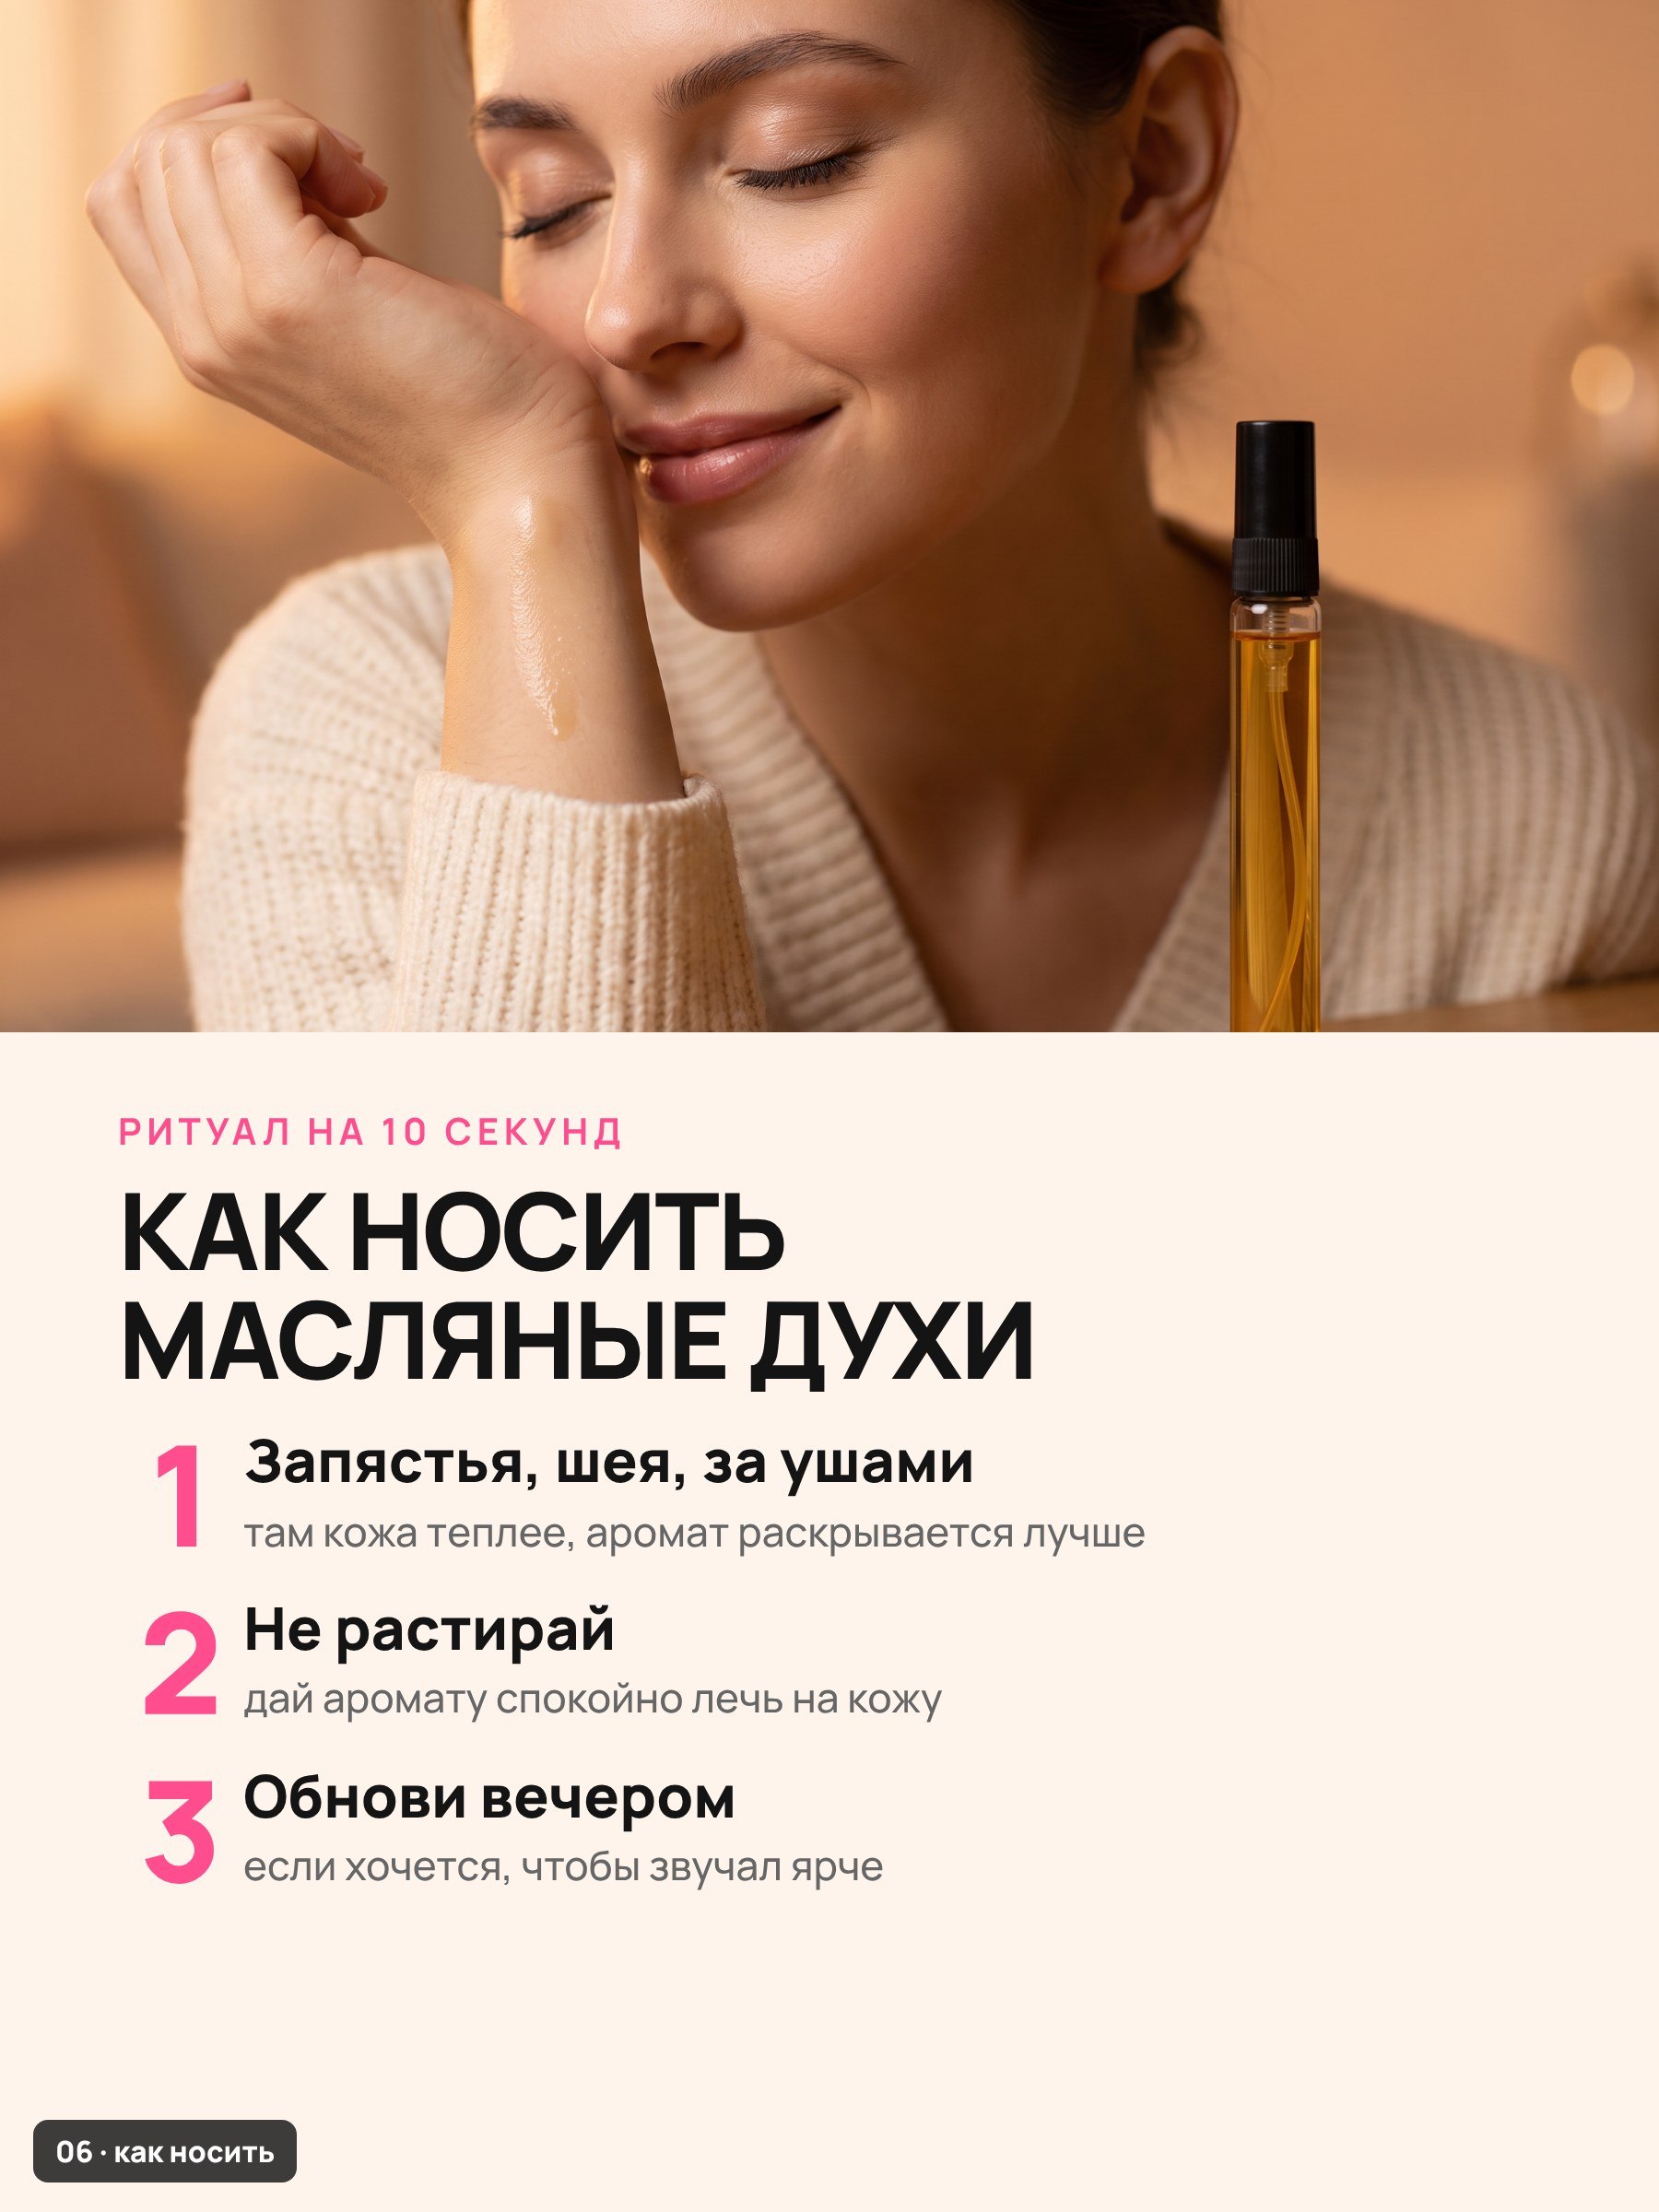 РИТУАЛ НА 10 СЕКУНД
КАК НОСИТЬ
МАСЛЯНЫЕ ДУХИ
1 Запястья, шея, за ушами
там кожа теплее, аромат раскрывается лучше
2 Не растирай
дай аромату спокойно лечь на кожу
3 Обнови вечером
если хочется, чтобы звучал ярче
06 · как носить